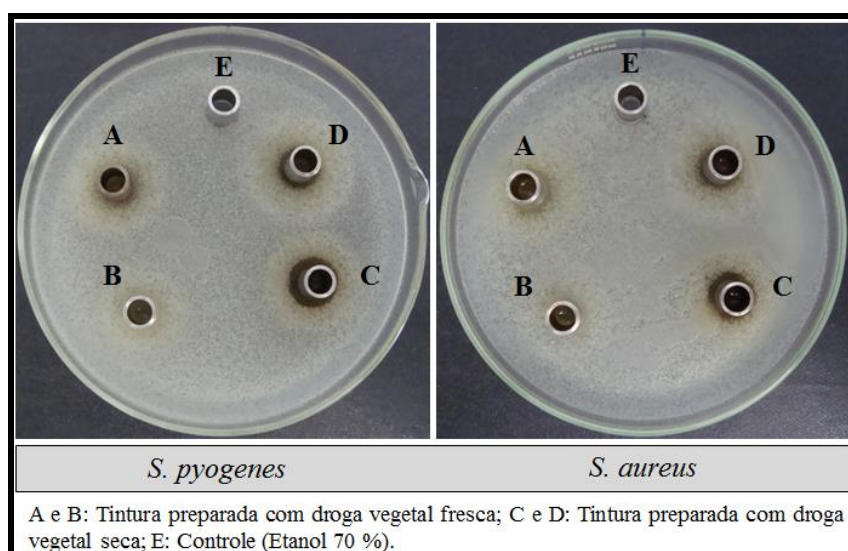 E
A
D
B
C
E
A
D
B
C
S. pyogenes
S. aureus
A e B: Tintura preparada com droga vegetal fresca; C e D: Tintura preparada com droga
vegetal seca; E: Controle (Etanol 70 %).